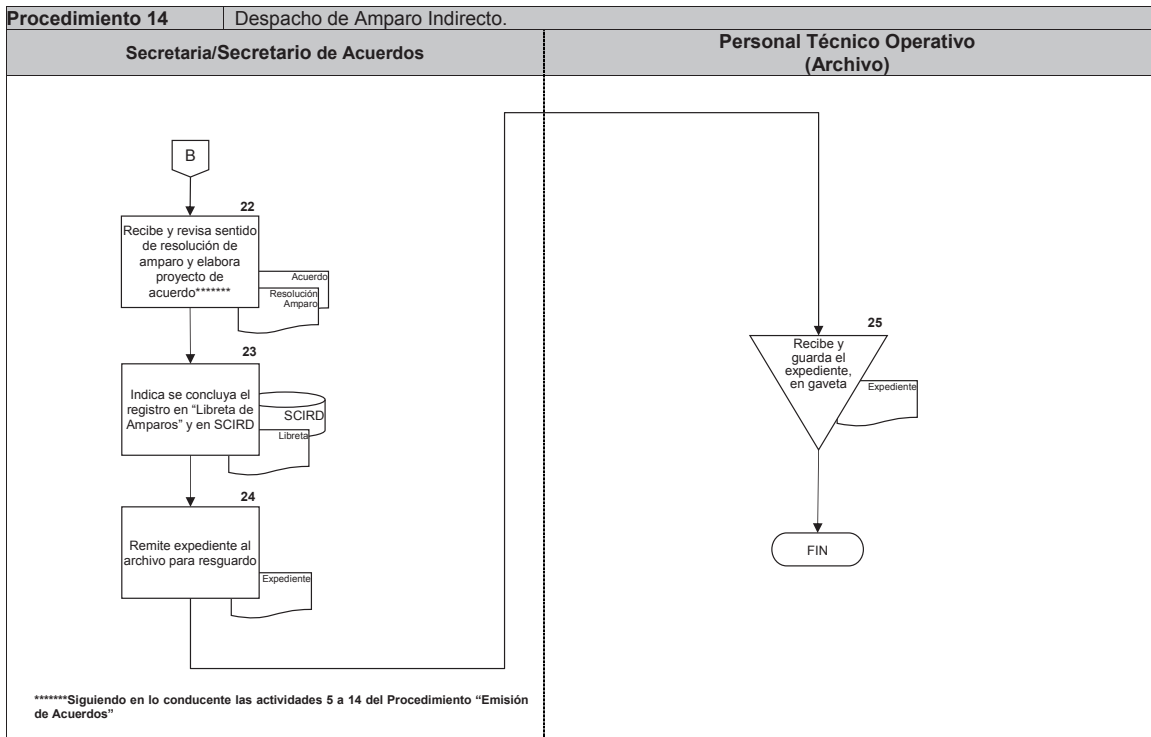 Procedimiento 14
Despacho de Amparo Indirecto.
Secretaria/Secretario de Acuerdos
Personal Técnico Operativo
(Archivo)
B
22
Recibe y revisa sentido
de resolución de
amparo y elabora
proyecto de
acuerdo*******
Acuerdo
Resolución
Amparo
23
Indica se concluya el
registro en “Libreta de
Amparos” y en SCIRD
SCIRD
Libreta
24
Remite expediente al
archivo para resguardo
Expediente
25
Recibe y
guarda el
expediente,
en gaveta
Expediente
FIN
*******Siguiendo en lo conducente las actividades 5 a 14 del Procedimiento “Emisión
de Acuerdos”